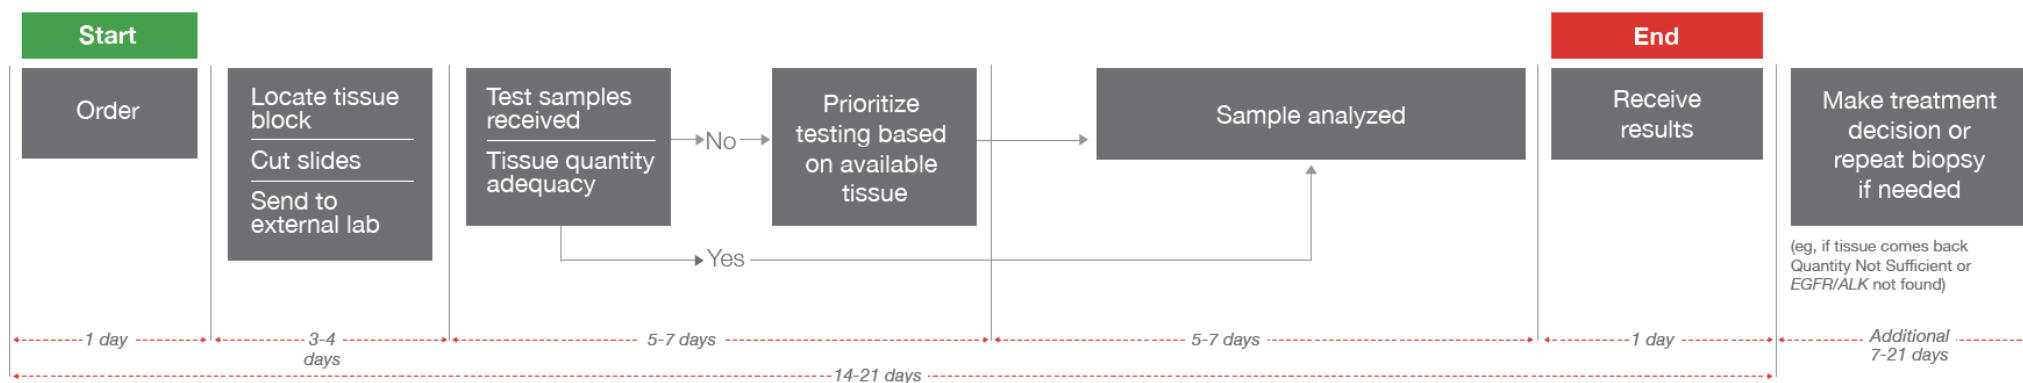 Start
End
Order
Locate tissue
block
Cut slides
Send to
external lab
Test samples
received
Tissue quantity
adequacy
No
Yes
Prioritize
testing based
on available
tissue
Sample analyzed
Receive
results
Make treatment
decision or
repeat biopsy
if needed
(eg, if tissue comes back
Quantity Not Sufficient or
EGFR/ALK not found)
1 day
3-4
days
5-7 days
5-7 days
1 day
Additional
7-21 days
14-21 days